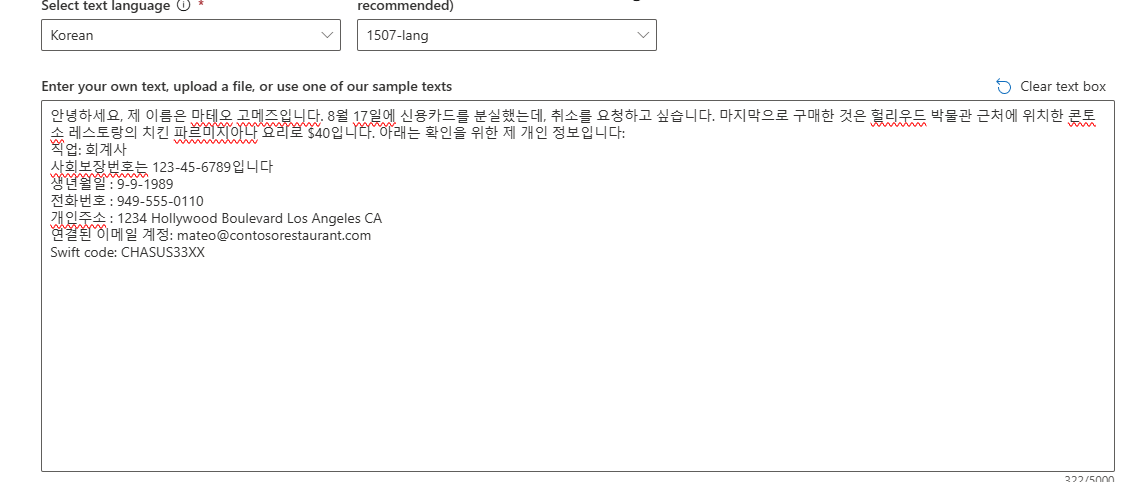 Select text language *
recommended)
Korean
1507-lang
Enter your own text, upload a file, or use one of our sample texts
Clear text box
안녕하세요, 제 이름은 마테오 고메즈입니다. 8월 17일에 신용카드를 분실했는데, 취소를 요청하고 싶습니다. 마지막으로 구매한 것은 헐리우드 박물관 근처에 위치한 콘토
소 레스토랑의 치킨 파르미지아나 요리로 $40입니다. 아래는 확인을 위한 제 개인 정보입니다:
직업: 회계사
사회보장번호는 123-45-6789입니다
생년월일 : 9-9-1989
전화번호 : 949-555-0110
개인주소 : 1234 Hollywood Boulevard Los Angeles CA
연결된 이메일 계정: mateo@contosorestaurant.com
Swift code: CHASUS33XX
322/5000